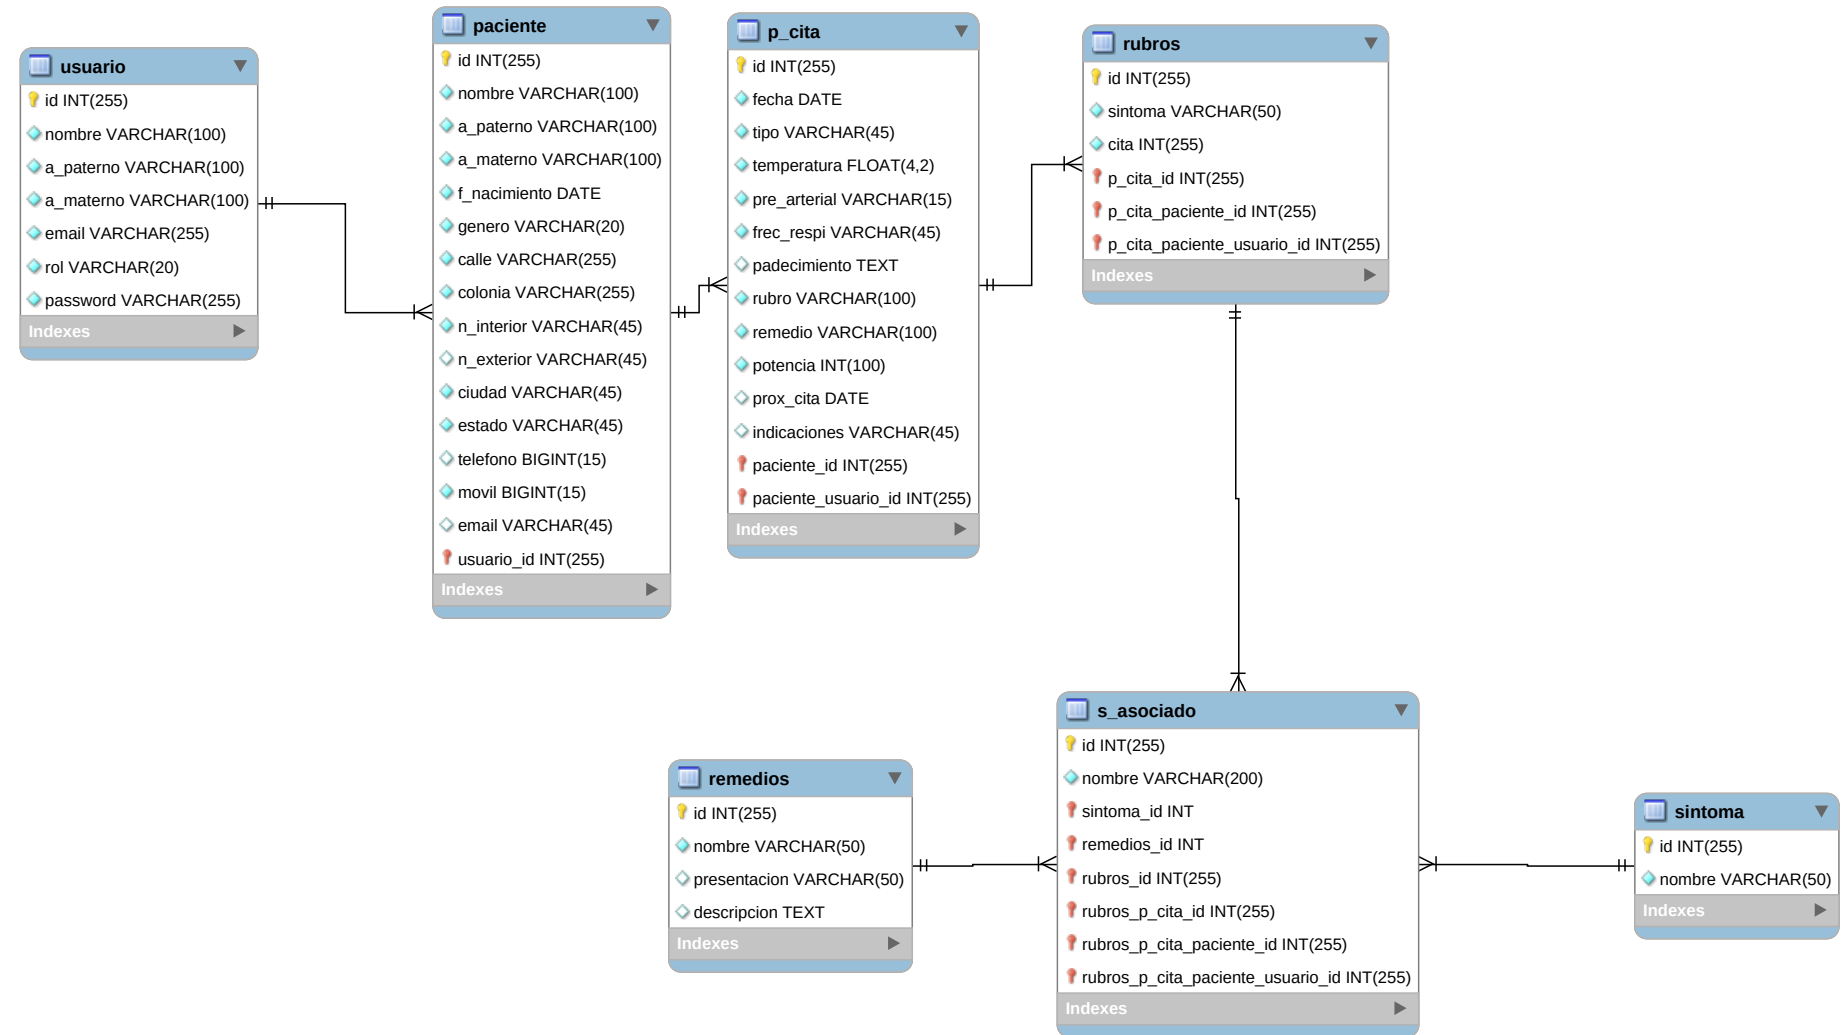 usuario
id INT(255)
nombre VARCHAR(100)
a_paterno VARCHAR(100)
a_materno VARCHAR(100)
email VARCHAR(255)
rol VARCHAR(20)
password VARCHAR(255)
Indexes
paciente
id INT(255)
nombre VARCHAR(100)
a_paterno VARCHAR(100)
a_materno VARCHAR(100)
f_nacimiento DATE
genero VARCHAR(20)
calle VARCHAR(255)
colonia VARCHAR(255)
n_interior VARCHAR(45)
n_exterior VARCHAR(45)
ciudad VARCHAR(45)
estado VARCHAR(45)
telefono BIGINT(15)
movil BIGINT(15)
email VARCHAR(45)
usuario_id INT(255)
Indexes
p_cita
id INT(255)
fecha DATE
tipo VARCHAR(45)
temperatura FLOAT(4,2)
pre_arterial VARCHAR(15)
frec_respi VARCHAR(45)
padecimiento TEXT
rubro VARCHAR(100)
remedio VARCHAR(100)
potencia INT(100)
prox_cita DATE
indicaciones VARCHAR(45)
paciente_id INT(255)
paciente_usuario_id INT(255)
Indexes
rubros
id INT(255)
sintoma VARCHAR(50)
cita INT(255)
p_cita_id INT(255)
p_cita_paciente_id INT(255)
p_cita_paciente_usuario_id INT(255)
Indexes
remedios
id INT(255)
nombre VARCHAR(50)
presentacion VARCHAR(50)
descripcion TEXT
Indexes
s_asociado
id INT(255)
nombre VARCHAR(200)
sintoma_id INT
remedios_id INT
rubros_id INT(255)
rubros_p_cita_id INT(255)
rubros_p_cita_paciente_id INT(255)
rubros_p_cita_paciente_usuario_id INT(255)
Indexes
sintoma
id INT(255)
nombre VARCHAR(50)
Indexes